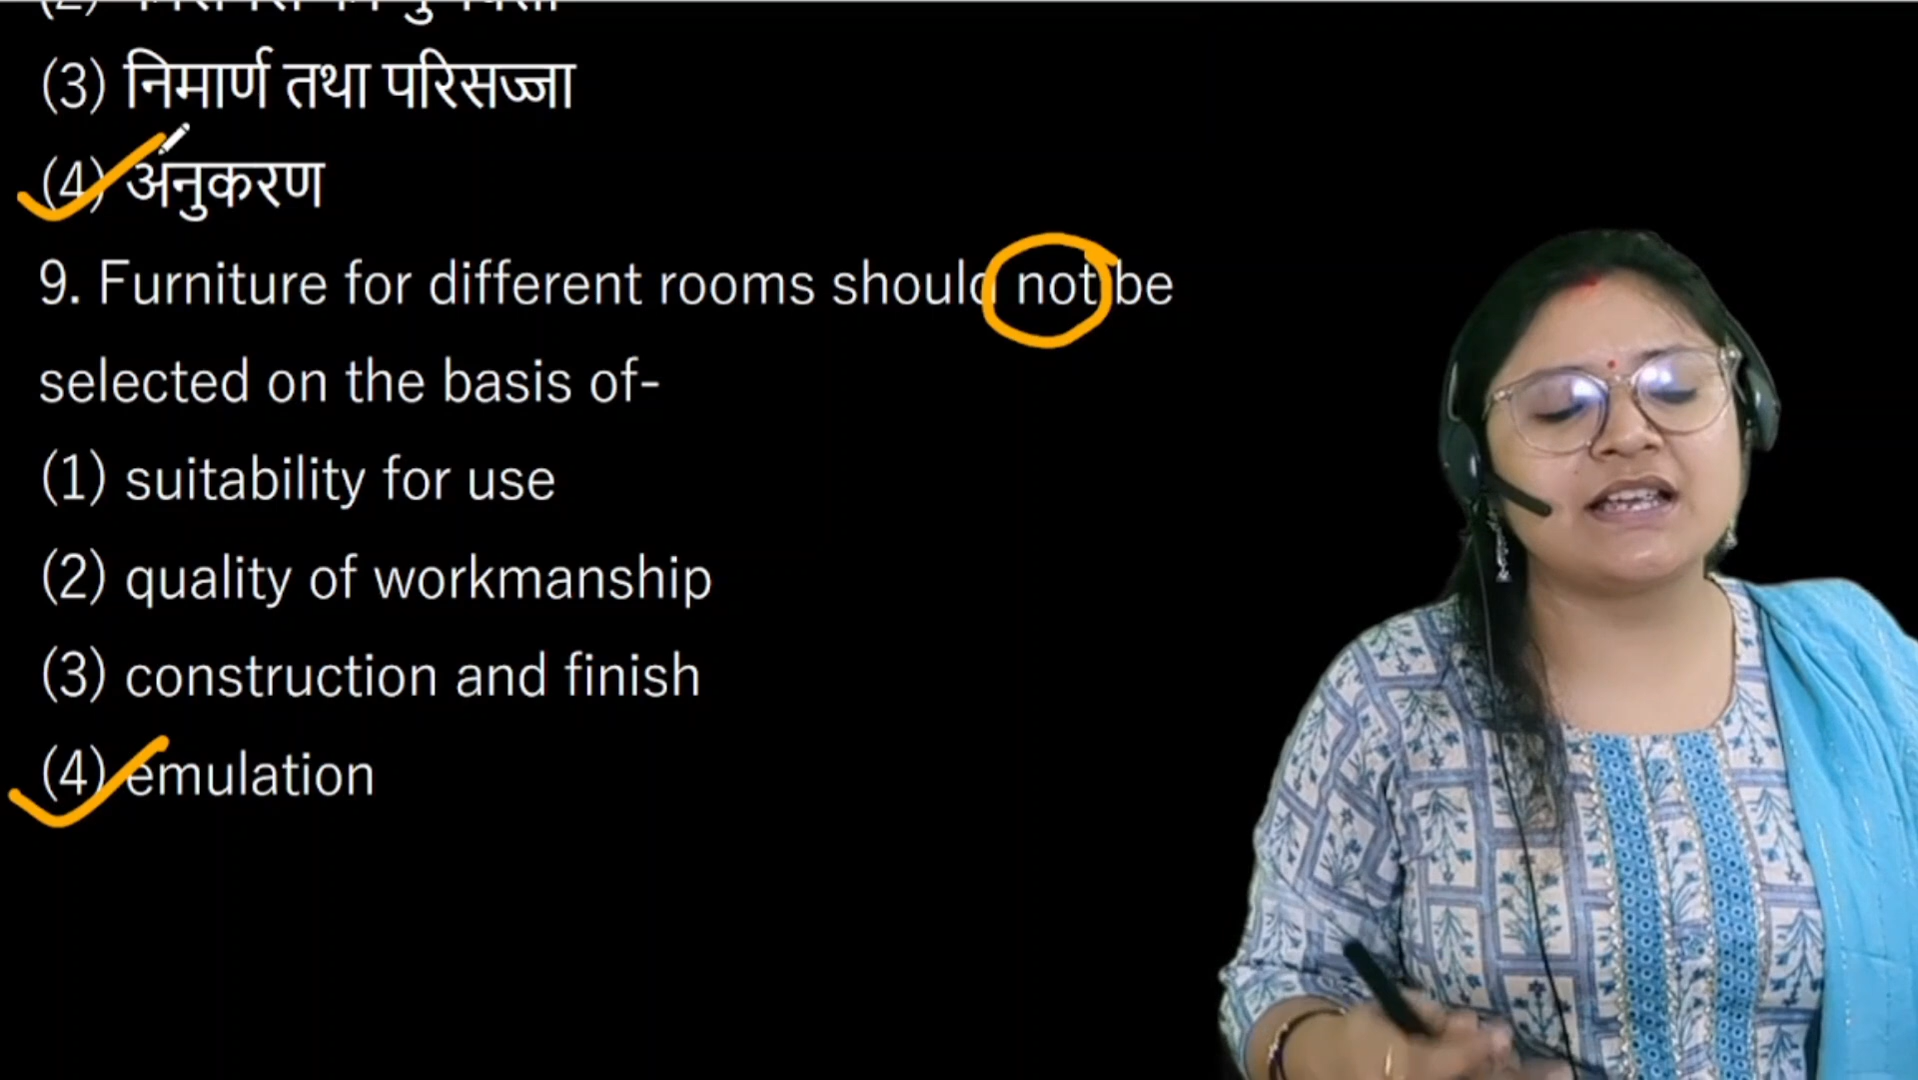 (3) निमार्ण तथा परिसज्जा
(4) अनुकरण
9. Furniture for different rooms should not be
selected on the basis of-
(1) suitability for use
(2) quality of workmanship
(3) construction and finish
(4) emulation